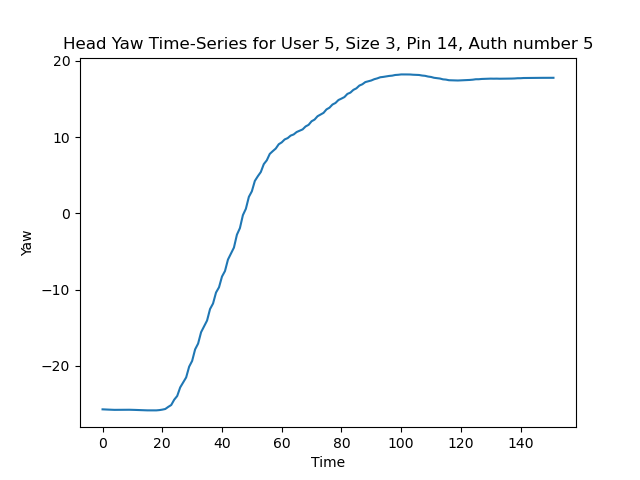 Head Yaw Time-Series for User 5, Size 3, Pin 14, Auth number 5
20
10
0
−10
−20
Yaw
0 20 40 60 80 100 120 140
Time